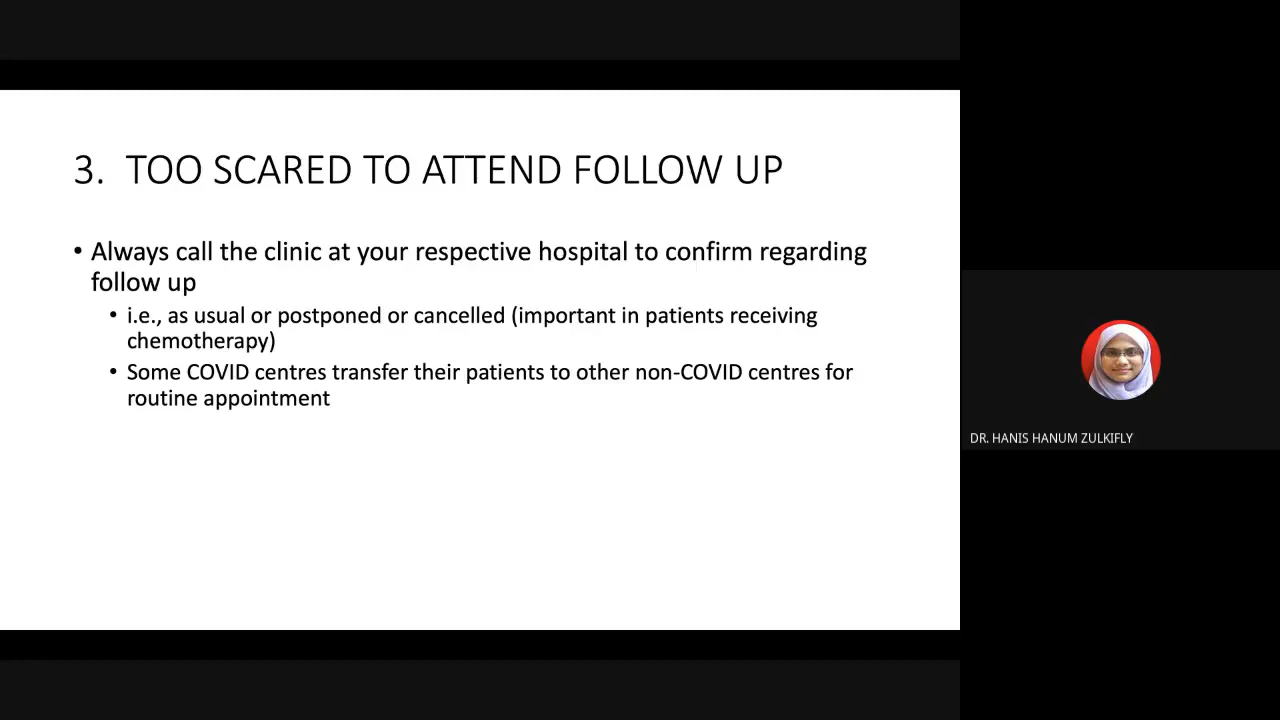 3. TOO SCARED TO ATTEND FOLLOW UP
• Always call the clinic at your respective hospital to confirm regarding
follow up
• i.e., as usual or postponed or cancelled (important in patients receiving
chemotherapy)
• Some COVID centres transfer their patients to other non-COVID centres for
routine appointment
DR. HANIS HANUM ZULKIFLY